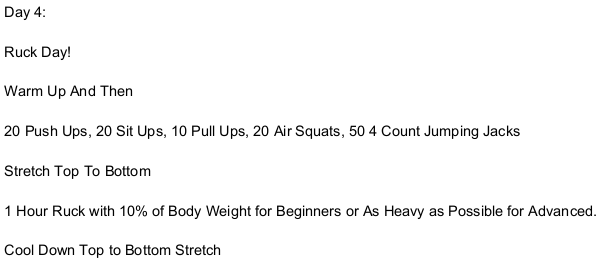 Day 4:
Ruck Day!
Warm Up And Then
20 Push Ups, 20 Sit Ups, 10 Pull Ups, 20 Air Squats, 50 4 Count Jumping Jacks
Stretch Top To Bottom
1 Hour Ruck with 10% of Body Weight for Beginners or As Heavy as Possible for Advanced.
Cool Down Top to Bottom Stretch